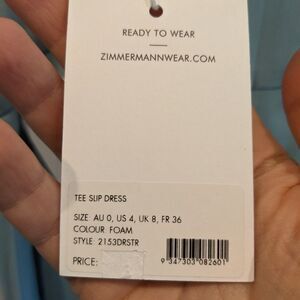 READY TO WEAR
ZIMMERMANNWEAR.COM
TEE SLIP DRESS
SIZE: AU 0, US 4, UK 8, FR 36
COLOUR: FOAM
STYLE: 2153DRSTR
PRICE:
9 347303 082601